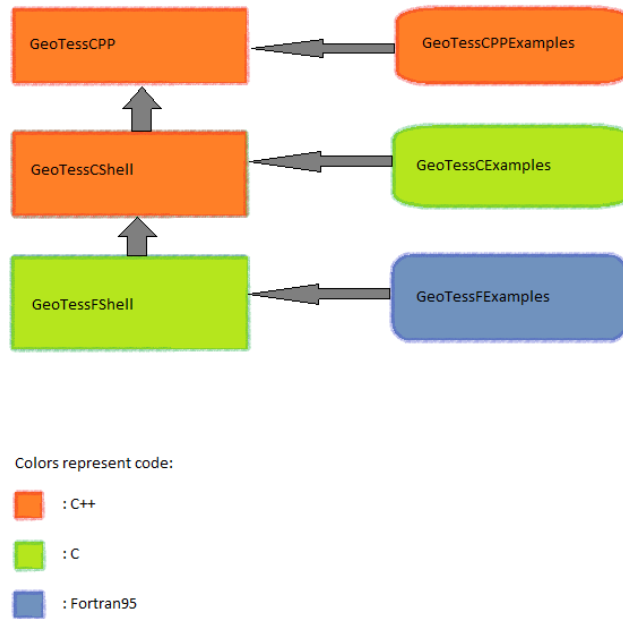 GeoTessCPP
GeoTessCPPExamples
GeoTessCShell
GeoTessCExamples
GeoTessFShell
GeoTessFExamples
Colors represent code:
: C++
: C
: Fortran95